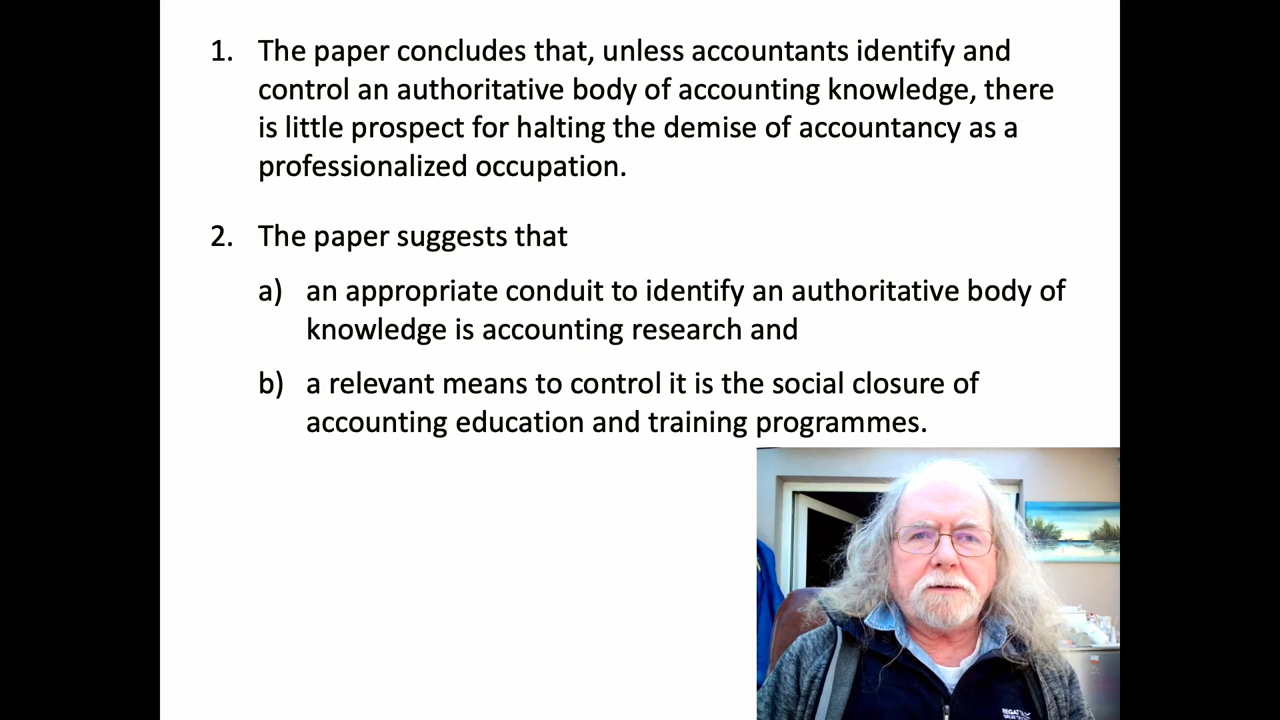 1. The paper concludes that, unless accountants identify and
control an authoritative body of accounting knowledge, there
is little prospect for halting the demise of accountancy as a
professionalized occupation.
2. The paper suggests that
a) an appropriate conduit to identify an authoritative body of
knowledge is accounting research and
b) a relevant means to control it is the social closure of
accounting education and training programmes.